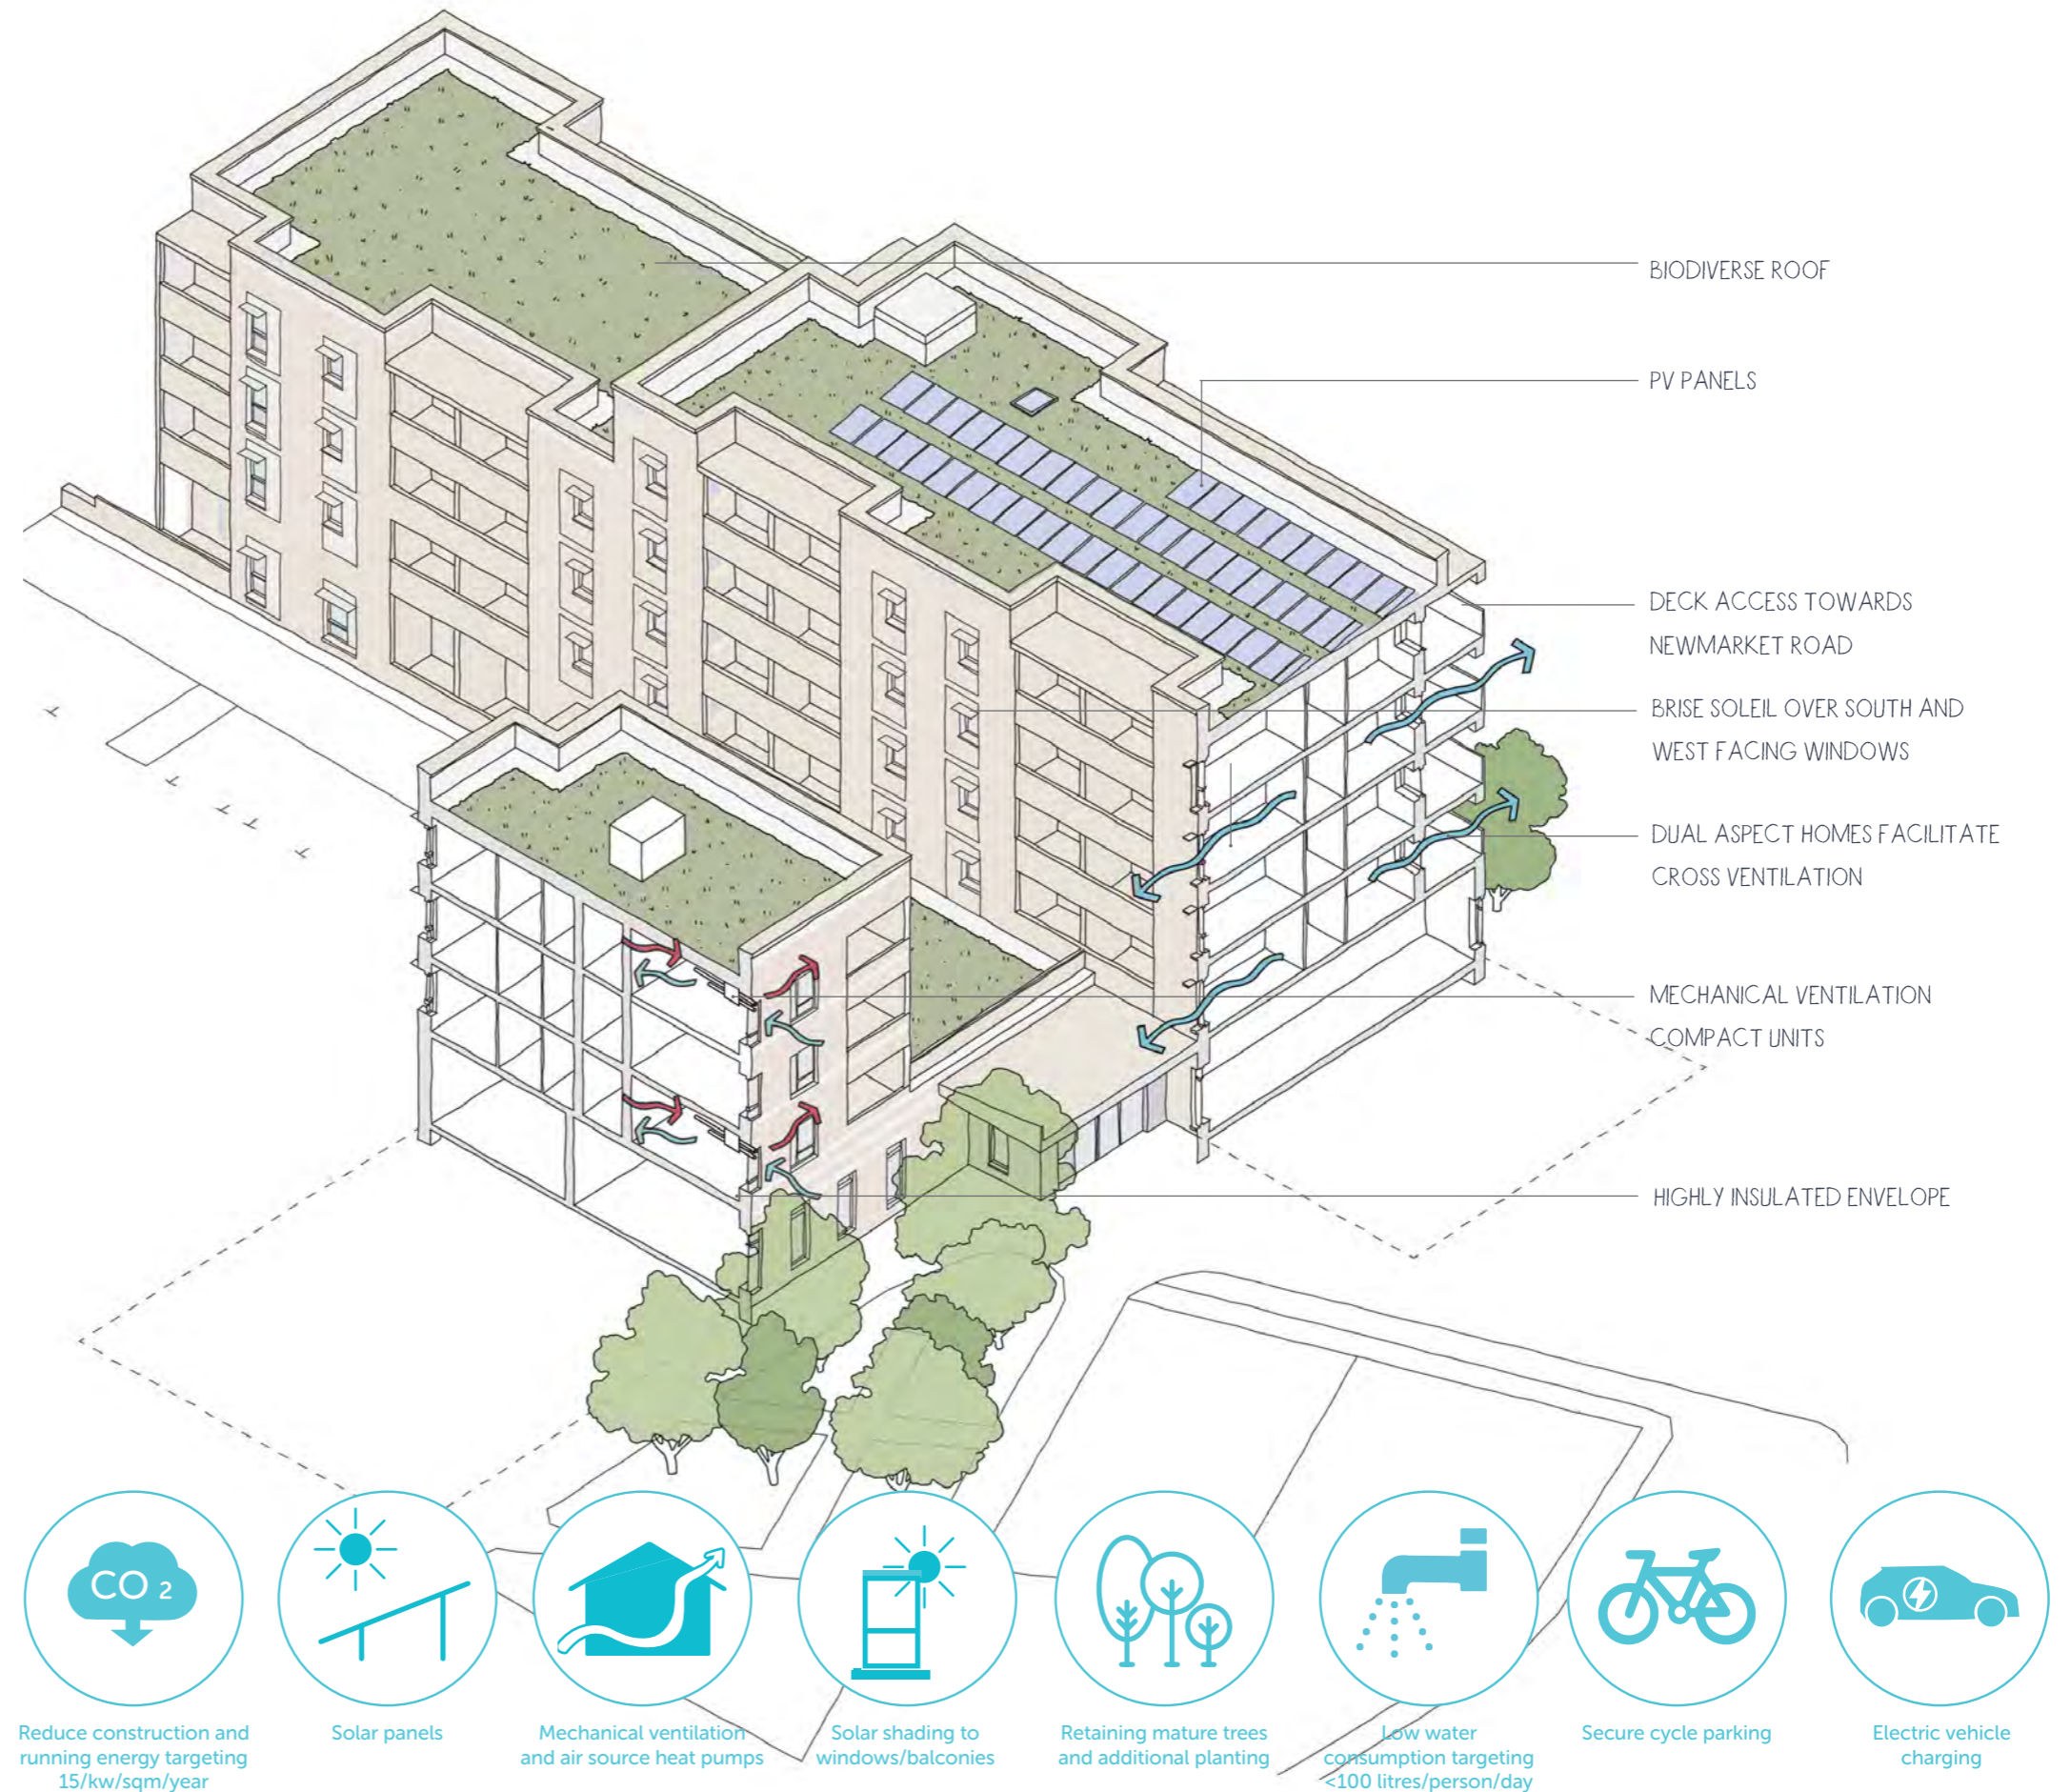 BIODIVERSE ROOF
PV PANELS
DECK ACCESS TOWARDS
NEWMARKET ROAD
BRISE SOLEIL OVER SOUTH AND
WEST FACING WINDOWS
DUAL ASPECT HOMES FACILITATE
CROSS VENTILATION
MECHANICAL VENTILATION
COMPACT UNITS
HIGHLY INSULATED ENVELOPE
CO 2
Reduce construction and
running energy targeting
15/kw/sqm/year
Solar panels
Mechanical ventilation
and air source heat pumps
Solar shading to
windows/balconies
Retaining mature trees
and additional planting
Low water
consumption targeting
<100 litres/person/day
Secure cycle parking
Electric vehicle
charging